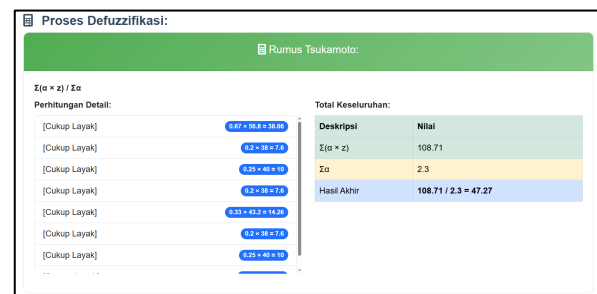 Proses Defuzzifikasi:
Rumus Tsukamoto:
Σ(α × z) / Σα
Perhitungan Detail:
[Cukup Layak] 0.67 × 56.8 = 38.06
[Cukup Layak] 0.2 × 38 = 7.6
[Cukup Layak] 0.25 × 40 = 10
[Cukup Layak] 0.2 × 38 = 7.6
[Cukup Layak] 0.33 × 43.2 = 14.26
[Cukup Layak] 0.2 × 38 = 7.6
[Cukup Layak] 0.25 × 40 = 10
Total Keseluruhan:
Deskripsi Nilai
Σ(α × z) 108.71
Σα 2.3
Hasil Akhir 108.71 / 2.3 = 47.27